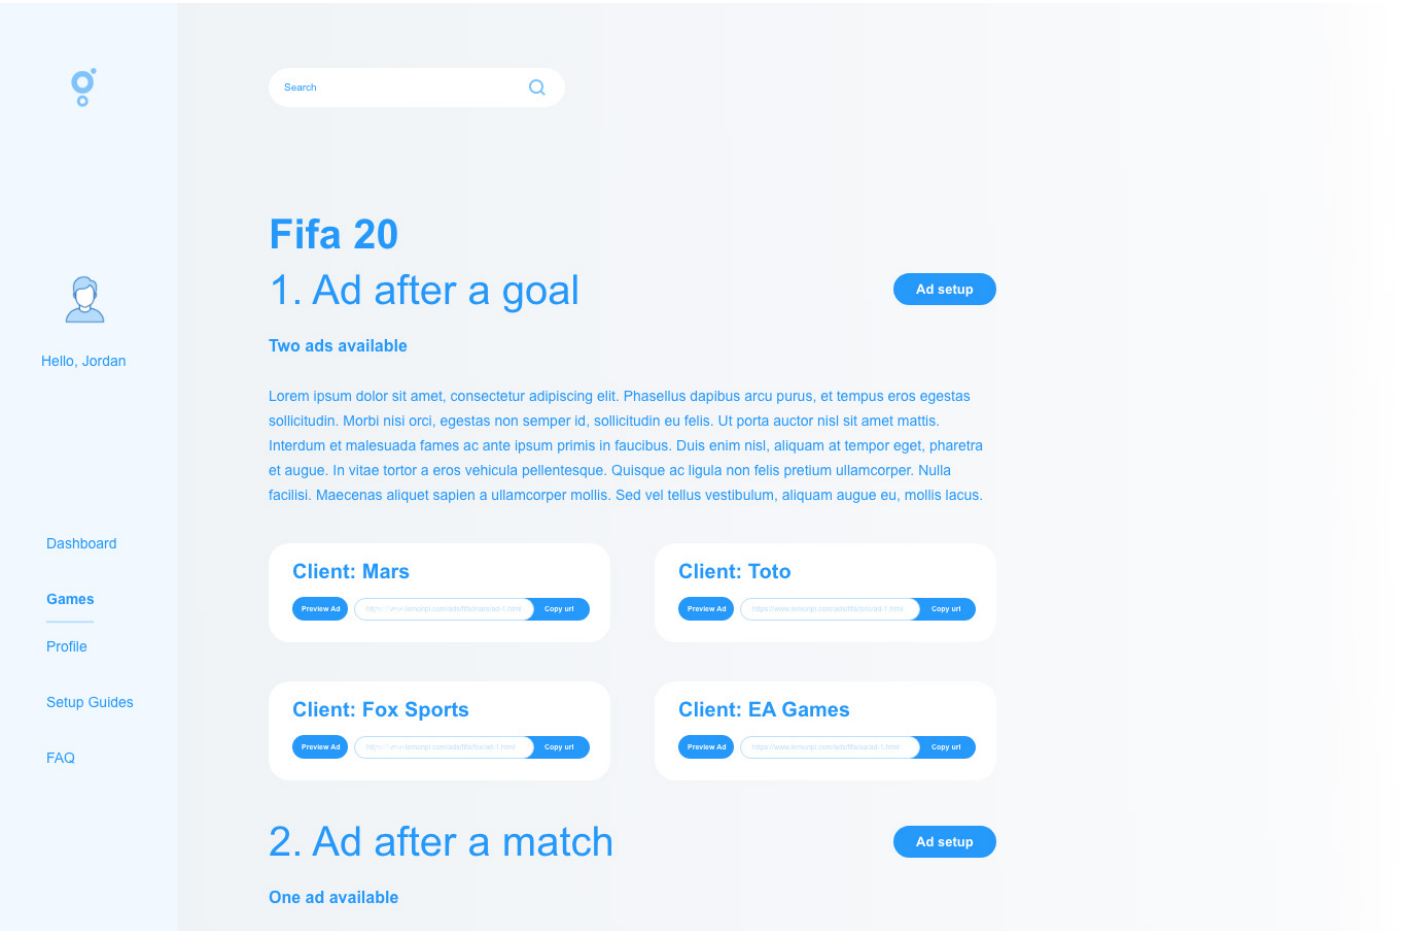 Search
Fifa 20
1. Ad after a goal
Ad setup
Two ads available
Hello, Jordan
Lorem ipsum dolor sit amet, consectetur adipiscing elit. Phasellus dapibus arcu purus, et tempus eros egestas
sollicitudin. Morbi nisi orci, egestas non semper id, sollicitudin eu felis. Ut porta auctor nisl sit amet mattis.
Interdum et malesuada fames ac ante ipsum primis in faucibus. Duis enim nisl, aliquam at tempor eget, pharetra
et augue. In vitae tortor a eros vehicula pellentesque. Quisque ac ligula non felis pretium ullamcorper. Nulla
facilisi. Maecenas aliquet sapien a ullamcorper mollis. Sed vel tellus vestibulum, aliquam augue eu, mollis lacus.
Dashboard
Games
Profile
Setup Guides
FAQ
Client: Mars
Preview Ad
Copy url
Client: Toto
Preview Ad
Copy url
Client: Fox Sports
Preview Ad
Copy url
Client: EA Games
Preview Ad
Copy url
2. Ad after a match
Ad setup
One ad available